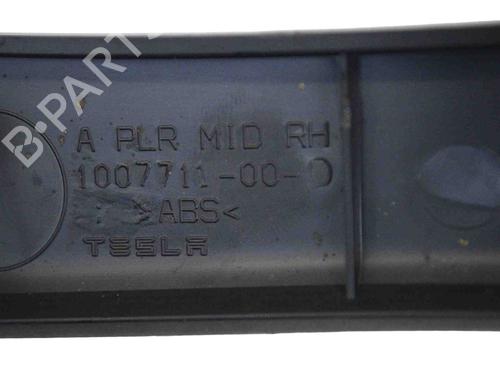 B-PARTS
A PLR MID RH
1007711-00-D
>ABS<
TESLA